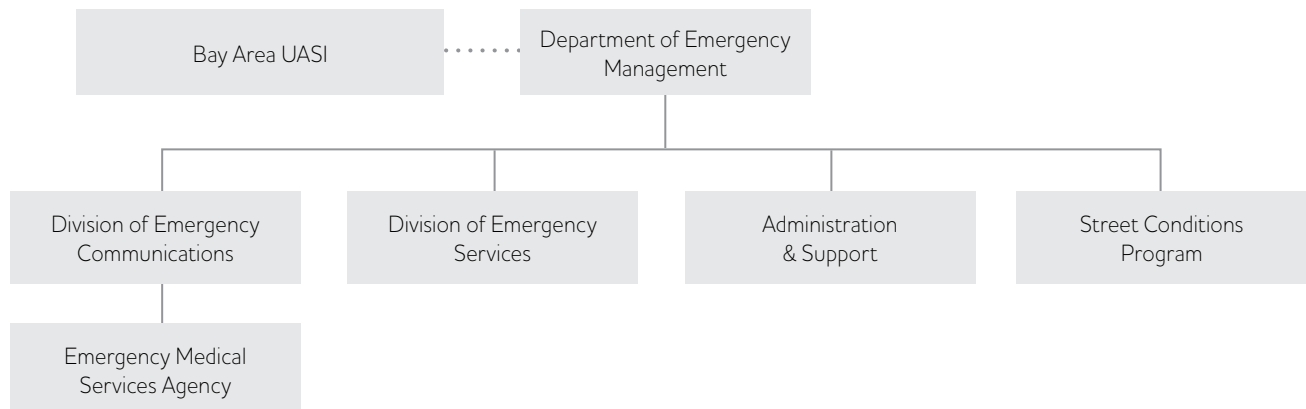 Bay Area UASI
Department of Emergency
Management
Division of Emergency
Communications
Division of Emergency
Services
Administration
& Support
Street Conditions
Program
Emergency Medical
Services Agency